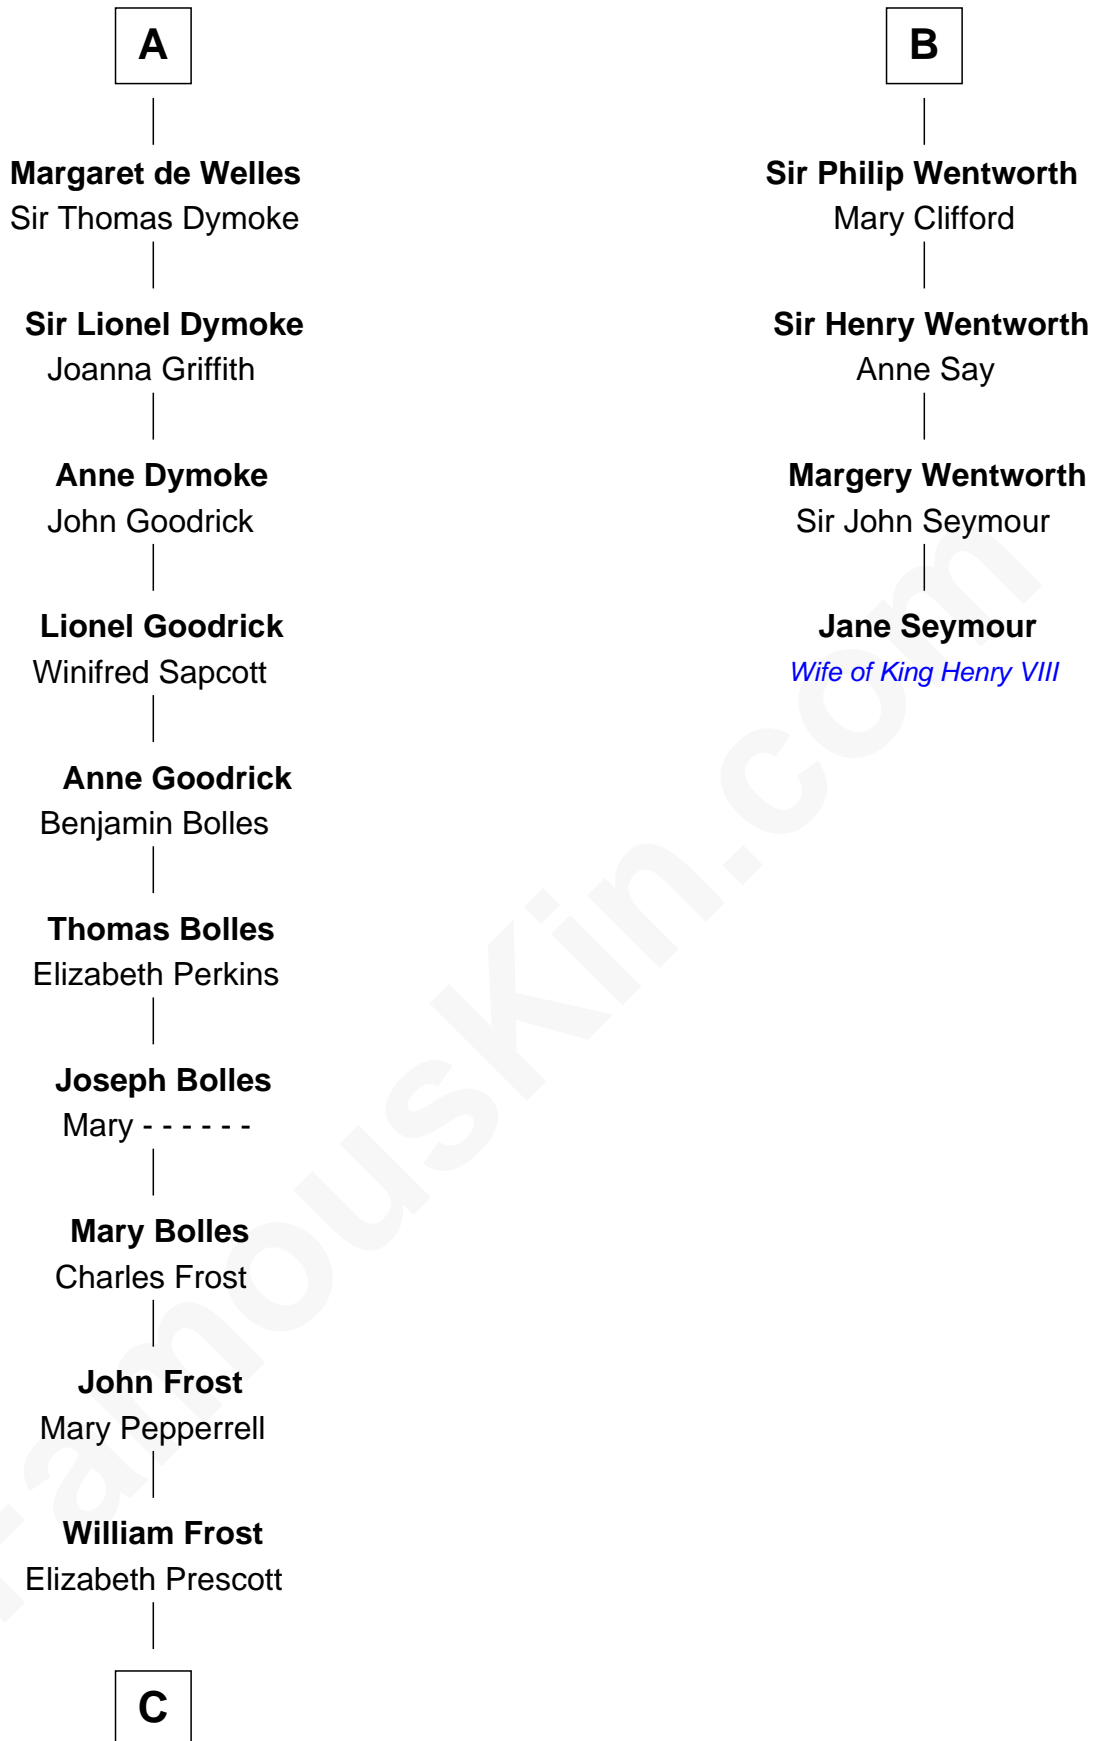 A
Margaret de Welles
Sir Thomas Dymoke
Sir Lionel Dymoke
Joanna Griffith
Anne Dymoke
John Goodrick
Lionel Goodrick
Winifred Sapcott
Anne Goodrick
Benjamin Bolles
Thomas Bolles
Elizabeth Perkins
Joseph Bolles
Mary - - - - - -
Mary Bolles
Charles Frost
John Frost
Mary Pepperrell
William Frost
Elizabeth Prescott
C
B
Sir Philip Wentworth
Mary Clifford
Sir Henry Wentworth
Anne Say
Margery Wentworth
Sir John Seymour
Jane Seymour
Wife of King Henry VIII
FamousKin.com